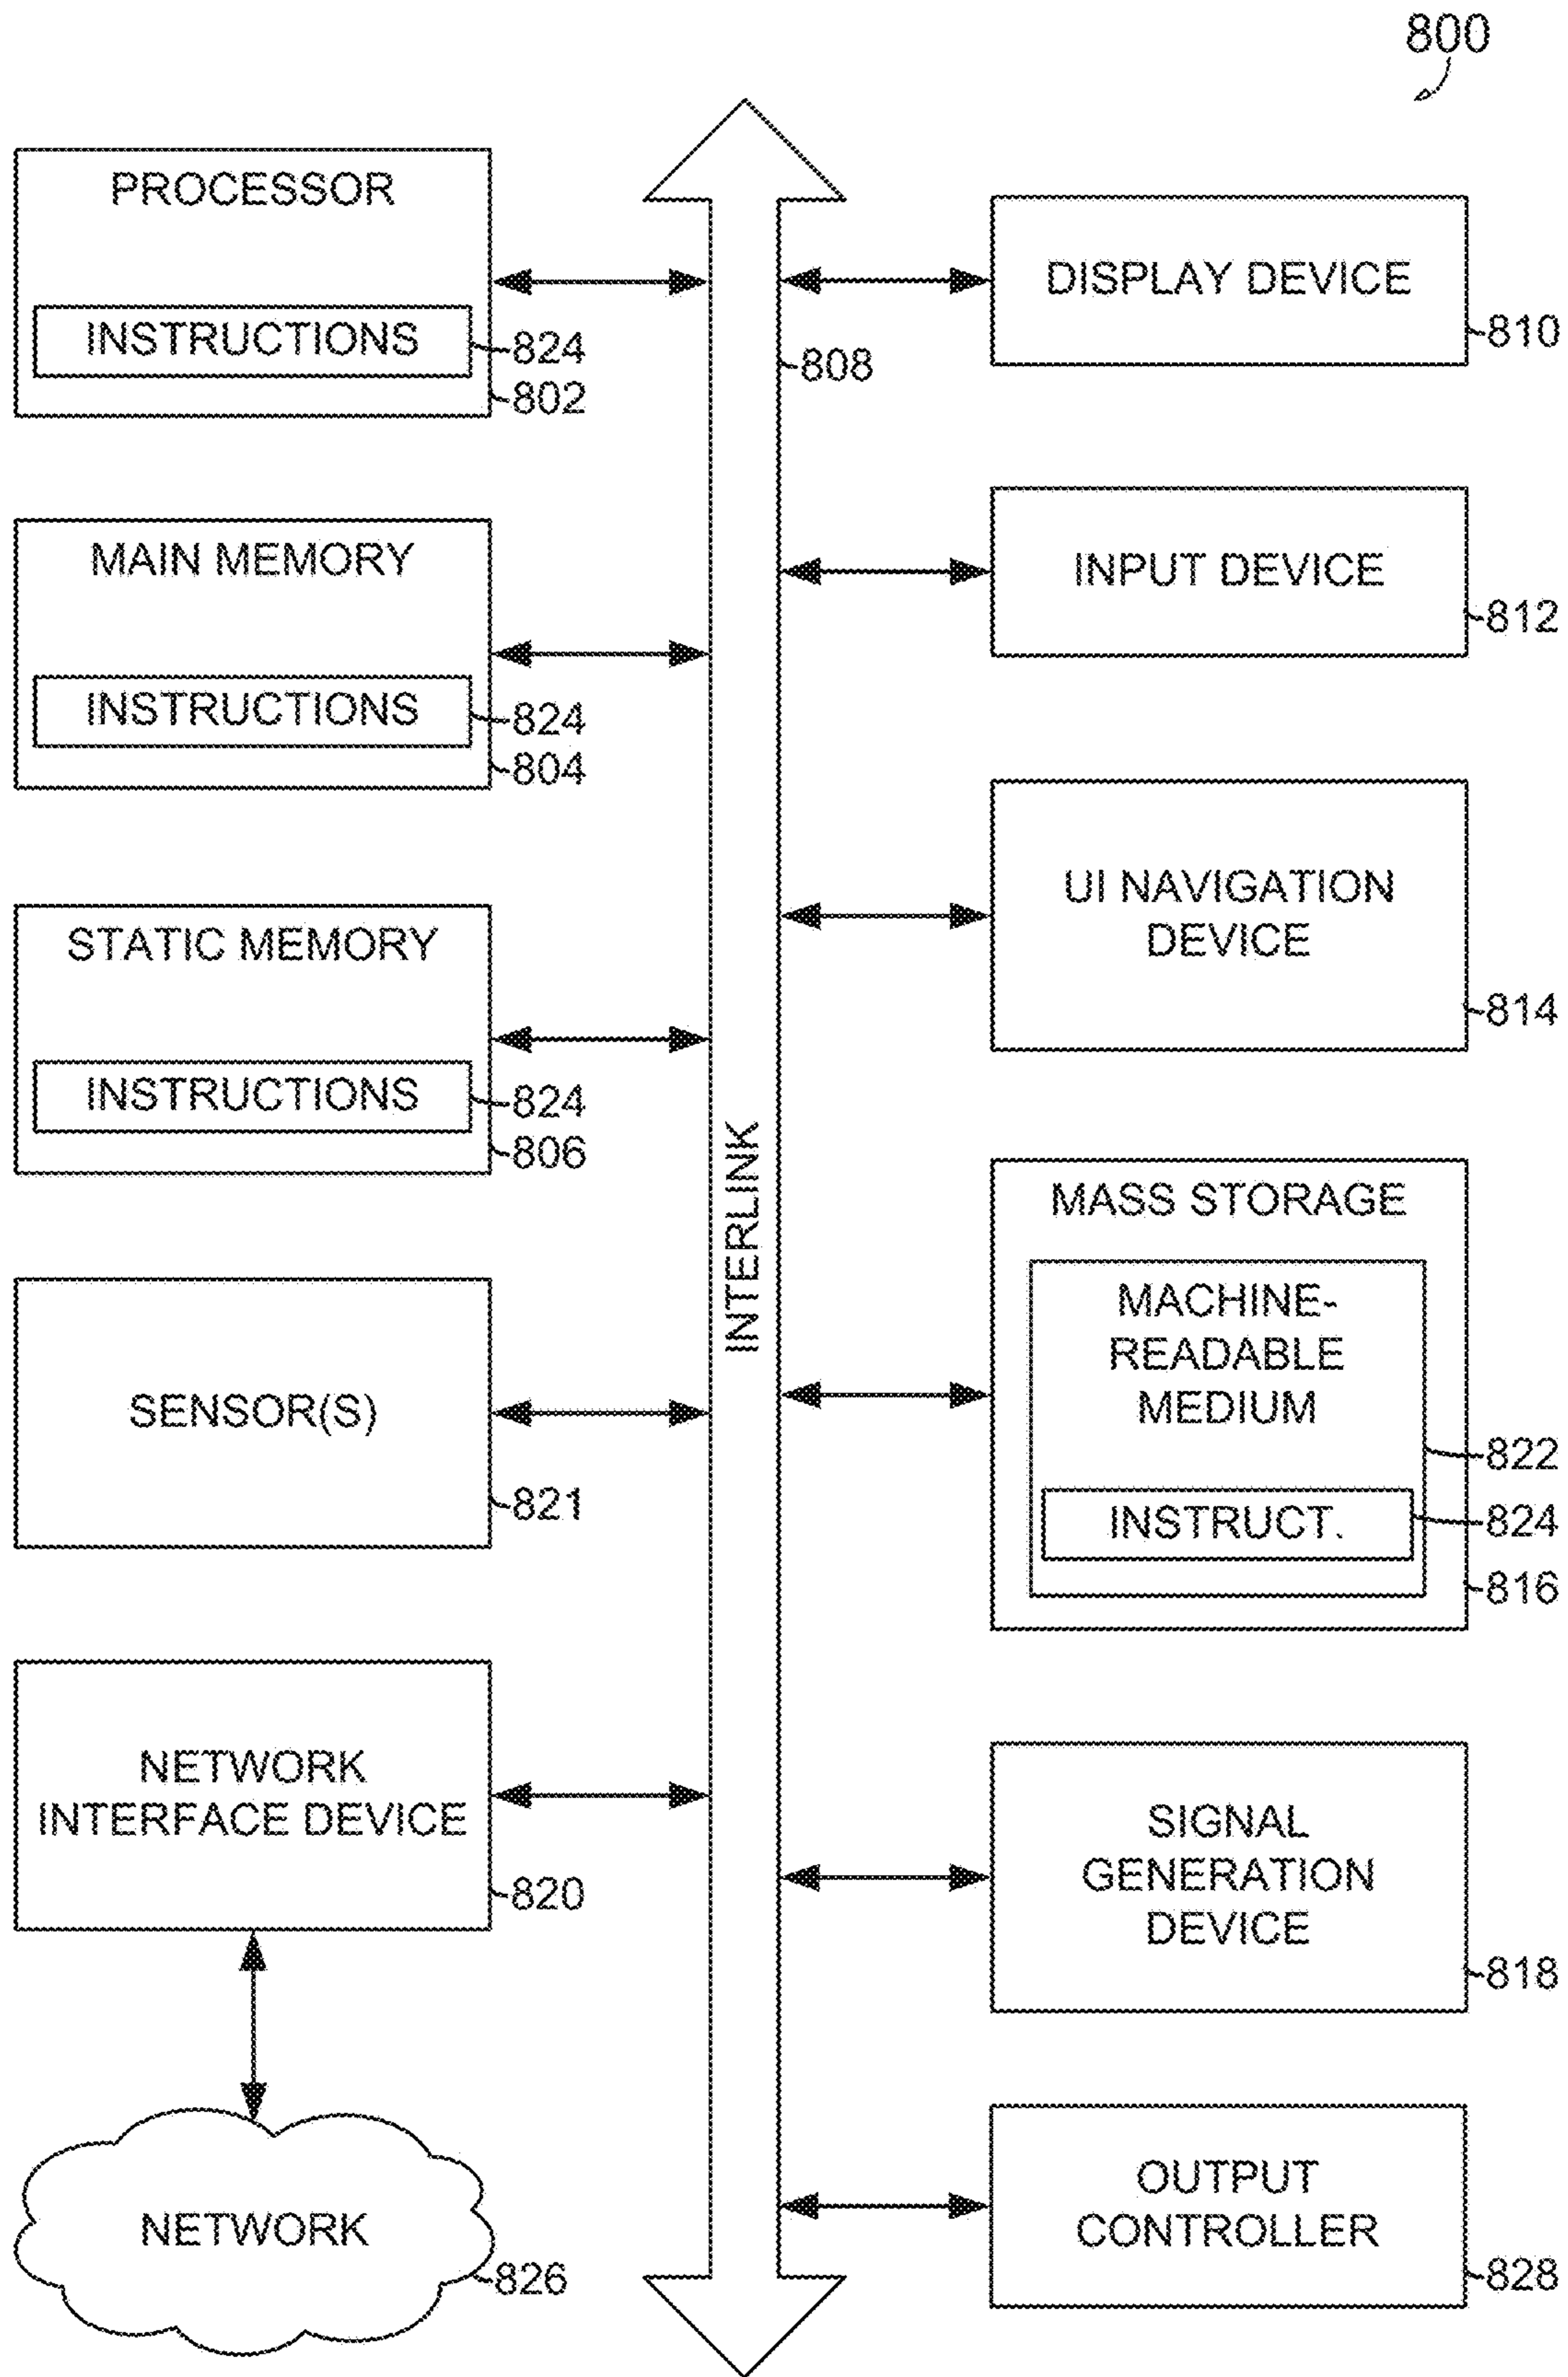 800
PROCESSOR
INSTRUCTIONS
824
802
MAIN MEMORY
INSTRUCTIONS
824
804
STATIC MEMORY
INSTRUCTIONS
824
806
SENSOR(S)
821
NETWORK
INTERFACE DEVICE
820
NETWORK
826
INTERLINK
808
DISPLAY DEVICE
810
INPUT DEVICE
812
UI NAVIGATION
DEVICE
814
MASS STORAGE
MACHINE-
READABLE
MEDIUM
822
INSTRUCT.
824
816
SIGNAL
GENERATION
DEVICE
818
OUTPUT
CONTROLLER
828